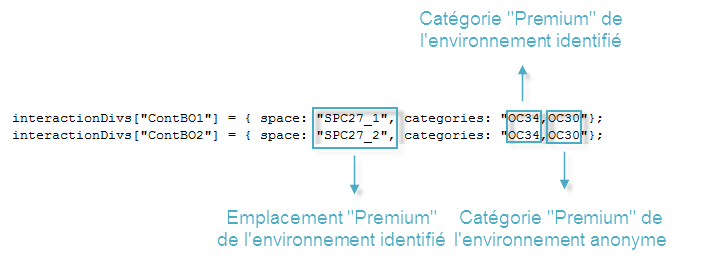 Catégorie "Premium" de
l'environnement identifié
interactionDivs["ContBO1"] = { space: "SPC27_1", categories: "OC34,OC30"};
interactionDivs["ContBO2"] = { space: "SPC27_2", categories: "OC34,OC30"};
Emplacement "Premium"
de l'environnement identifié
Catégorie "Premium" de
l'environnement anonyme